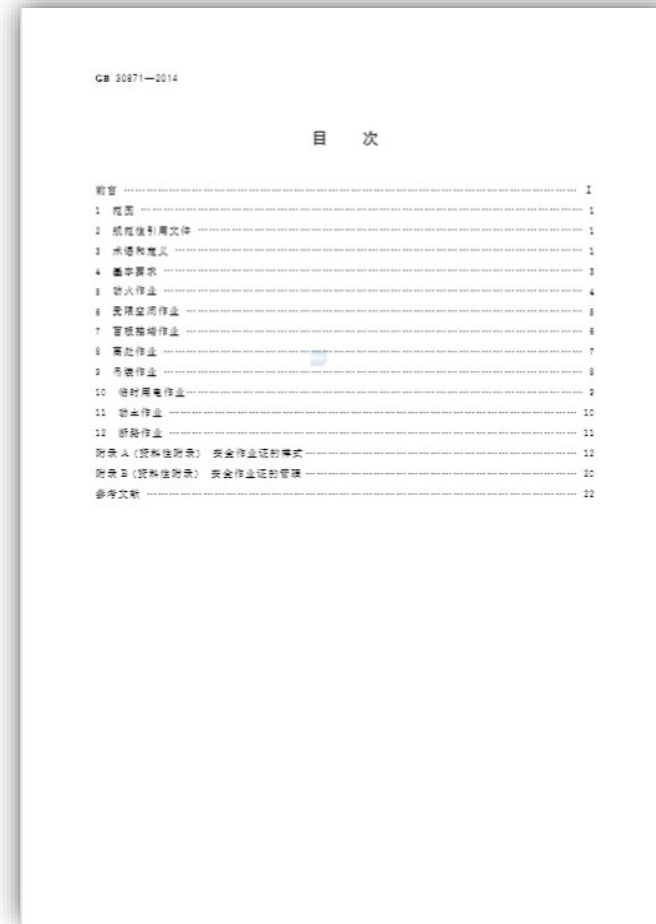 GB 30871—2014
目 次
前言 …………………………………………………… Ⅰ
1 范围 …………………………………………………… 1
2 规范性引用文件 …………………………………………………… 1
3 术语和定义 …………………………………………………… 1
4 基本要求 …………………………………………………… 3
5 动火作业 …………………………………………………… 4
6 受限空间作业 …………………………………………………… 5
7 盲板抽堵作业 …………………………………………………… 6
8 高处作业 …………………………………………………… 7
9 吊装作业 …………………………………………………… 8
10 临时用电作业 …………………………………………………… 9
11 动土作业 …………………………………………………… 10
12 断路作业 …………………………………………………… 11
附录 A (资料性附录) 安全作业证的样式 …………………………………………………… 12
附录 B (资料性附录) 安全作业证的管理 …………………………………………………… 20
参考文献 …………………………………………………… 22